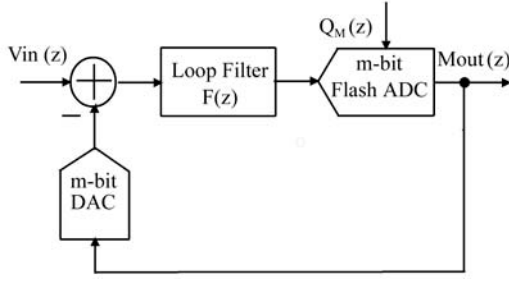 Q_M(z)
Vin (z)
Loop Filter
F(z)
m-bit
Flash ADC
Mout (z)
m-bit
DAC